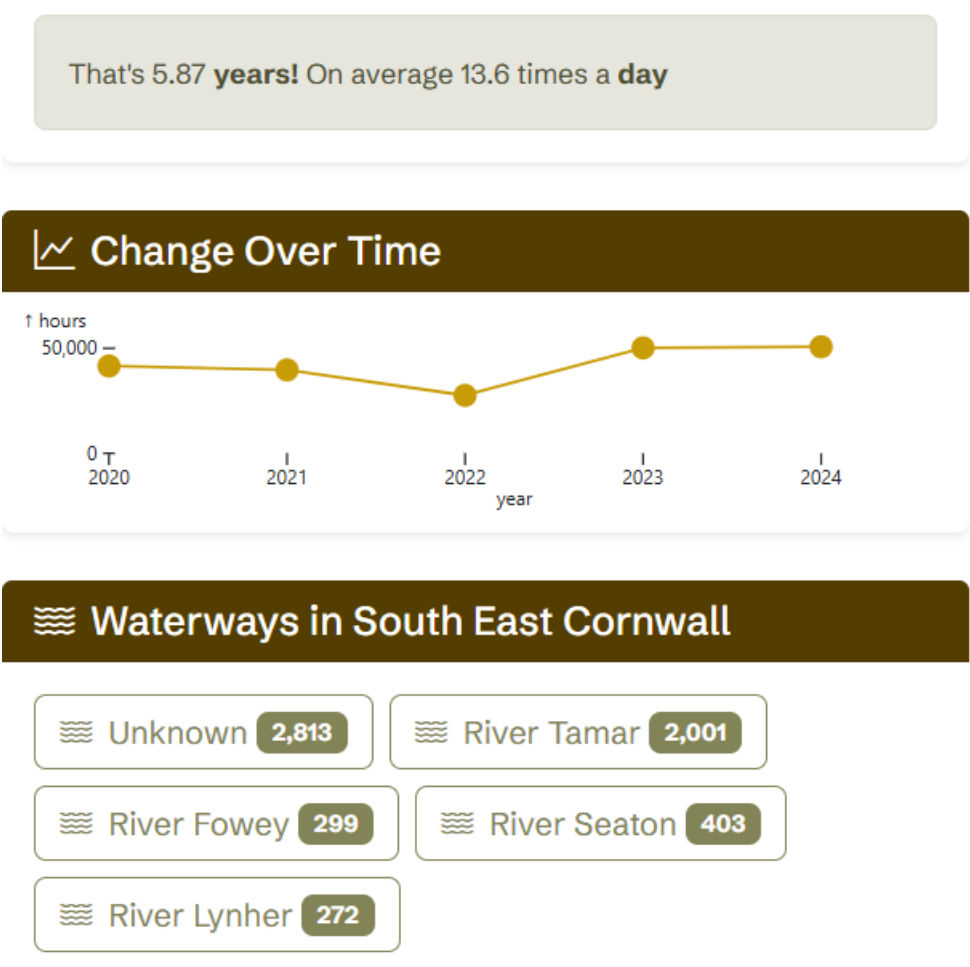 That's 5.87 years! On average 13.6 times a day
Change Over Time
↑ hours
50,000
0
2020 2021 2022 2023 2024
year
Waterways in South East Cornwall
Unknown 2,813 River Tamar 2,001
River Fowey 299 River Seaton 403
River Lynher 272